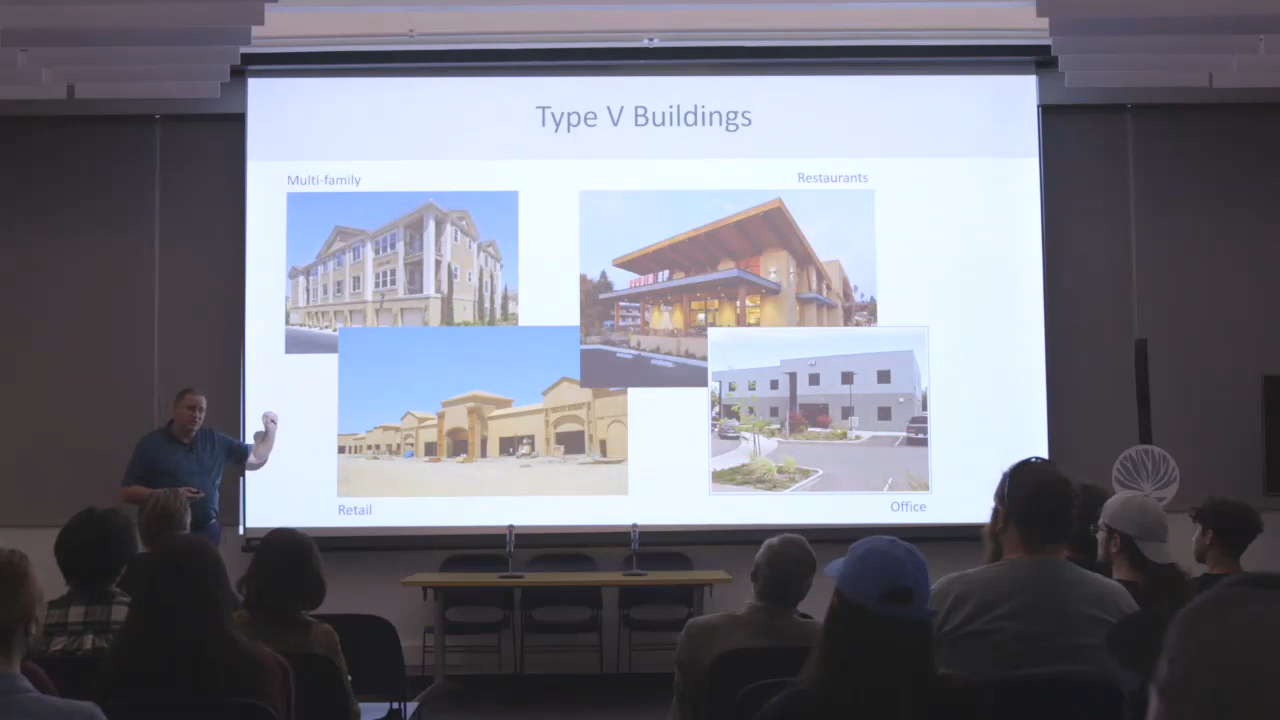 Type V Buildings
Multi-family
Restaurants
Retail
Office